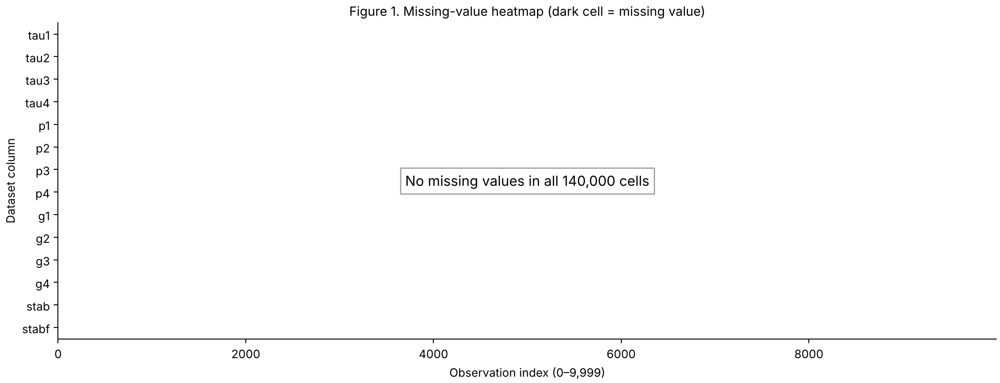 Figure 1. Missing-value heatmap (dark cell = missing value)
Dataset column
tau1
tau2
tau3
tau4
p1
p2
p3
p4
g1
g2
g3
g4
stab
stabf
No missing values in all 140,000 cells
0 2000 4000 6000 8000
Observation index (0–9,999)